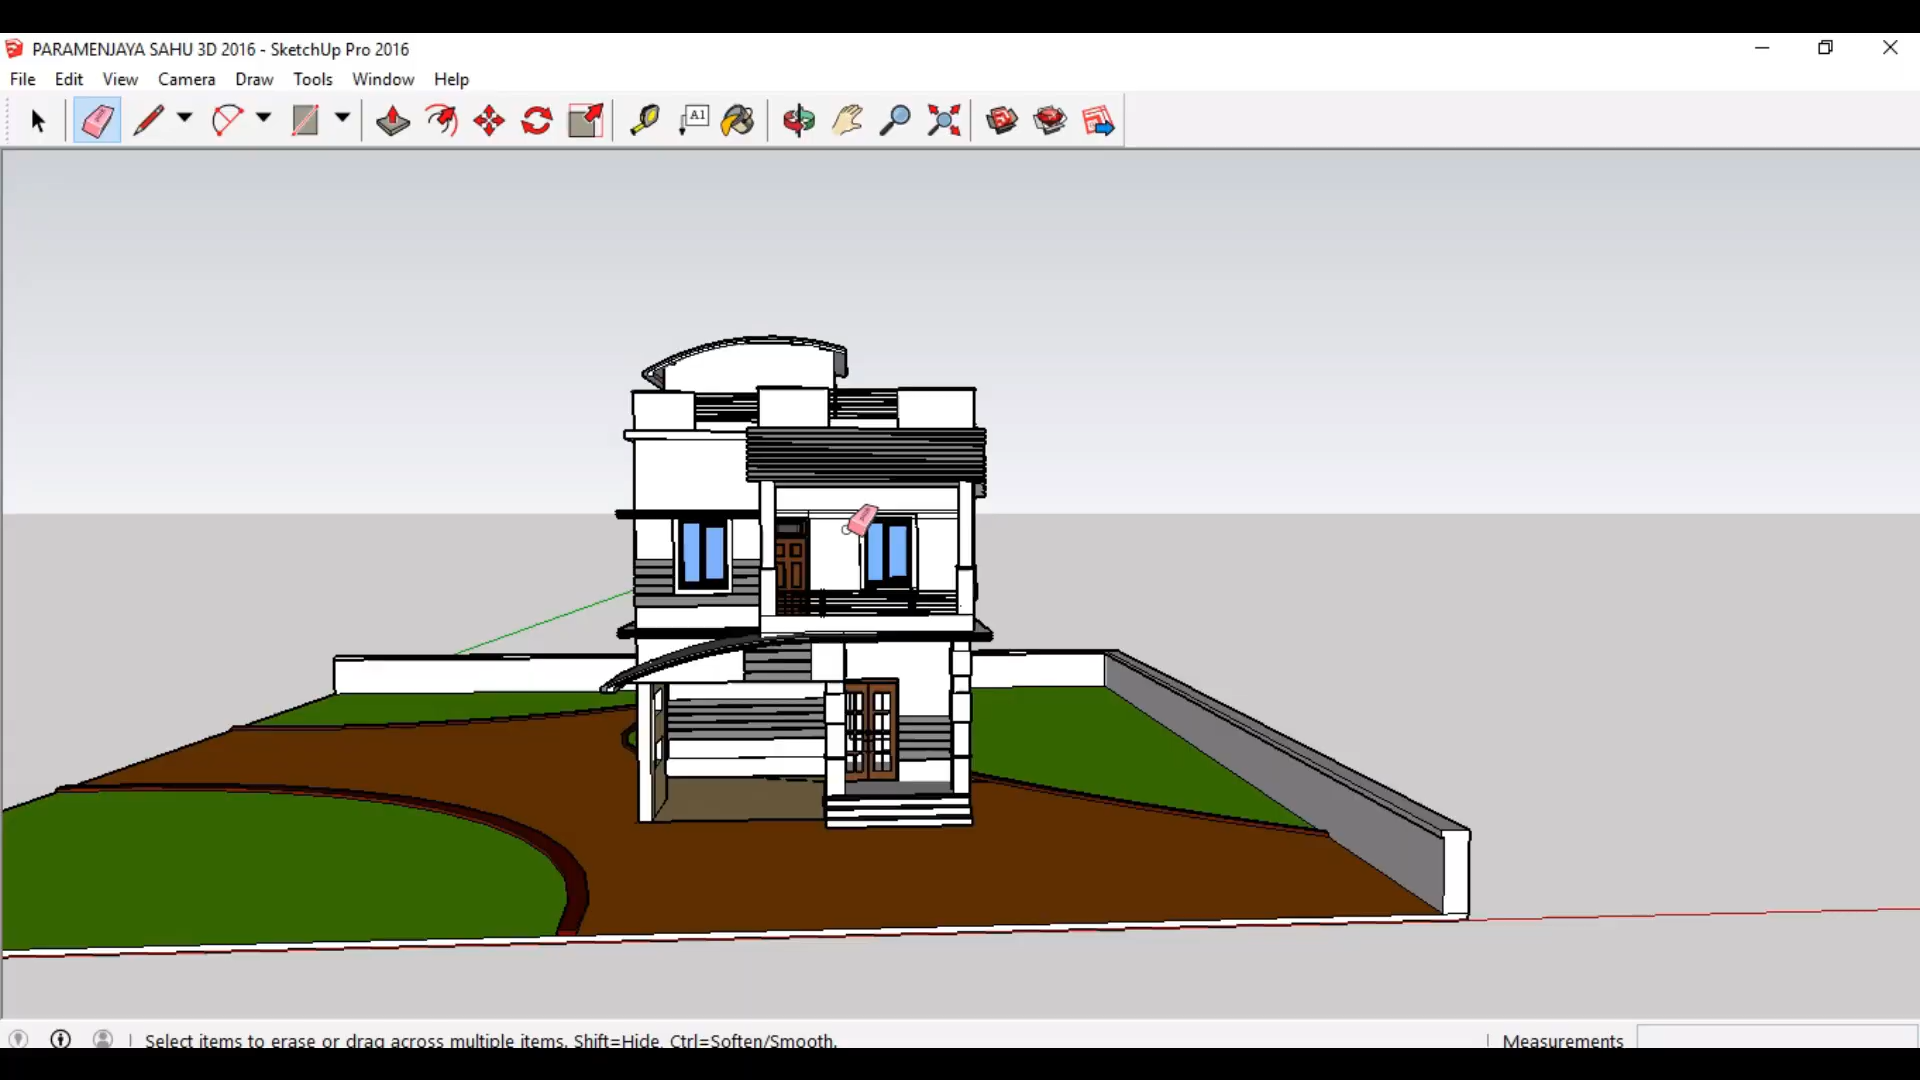 PARAMENJAYA SAHU 3D 2016 - SketchUp Pro 2016
File Edit View Camera Draw Tools Window Help
A1
Select items to erase or drag across multiple items. Shift=Hide, Ctrl=Soften/Smooth.
Measurements